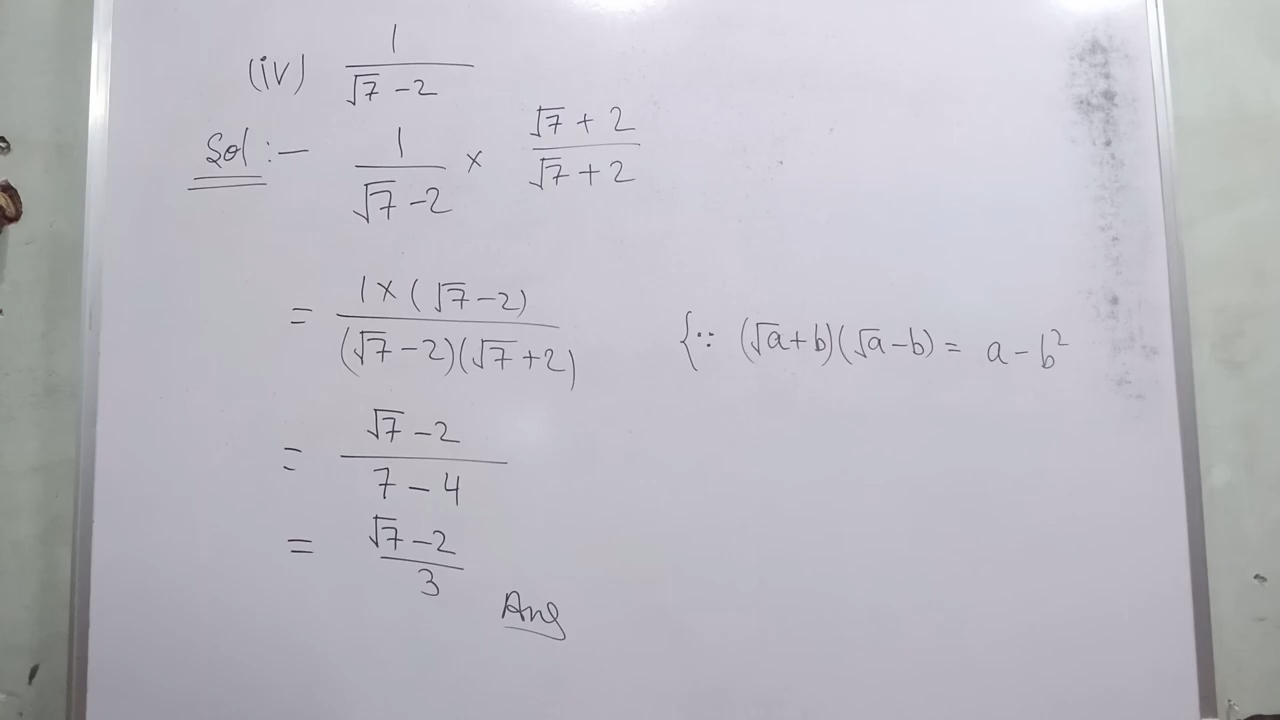 (iv) 1/(√7 - 2)
Sol :- 1/(√7 - 2) × (√7 + 2)/(√7 + 2)
= 1 × (√7 - 2)/(√7 - 2)(√7 + 2) {∵ (√a + b)(√a - b) = a - b²
= (√7 - 2)/(7 - 4)
= (√7 - 2)/3
Ans